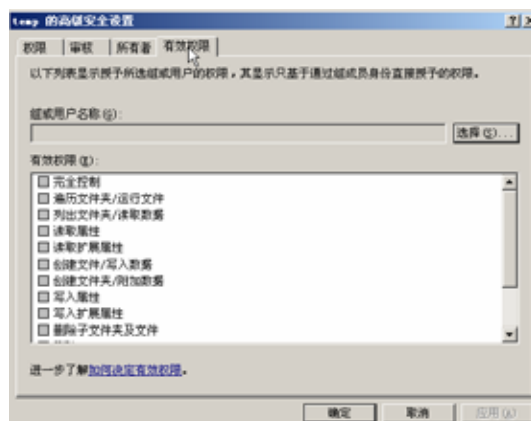 temp 的高级安全设置
权限 审核 所有者 有效权限
以下列表显示授予所选组或用户的权限，其显示只基于通过组成员身份直接授予的权限。
组或用户名称(G):
选择(S)...
有效权限(E):
完全控制
遍历文件夹/运行文件
列出文件夹/读取数据
读取属性
读取扩展属性
创建文件/写入数据
创建文件夹/附加数据
写入属性
写入扩展属性
删除子文件夹及文件
进一步了解如何决定有效权限。
确定 取消 应用(A)